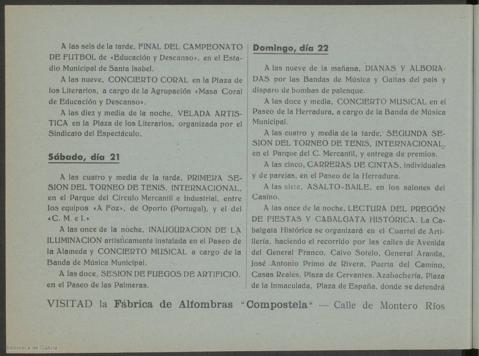 A las seis de la tarde, FINAL DEL CAMPEONATO
DE FUTBOL de «Educación y Descanso», en el Esta-
dio Municipal de Santa Isabel.
A las nueve, CONCIERTO CORAL en la Plaza de
los Literarios, a cargo de la Agrupación «Masa Coral
de Educación y Descanso».
A las diez y media de la noche, VELADA ARTIS-
TICA en la Plaza de los Literarios, organizada por el
Sindicato del Espectáculo.
Sábado, día 21
A las cuatro y media de la tarde, PRIMERA SE-
SION DEL TORNEO DE TENIS, INTERNACIONAL,
en el Parque del Círculo Mercantil e Industrial, entre
los equipos «A Foz», de Oporto (Portugal), y el del
«C. M. e I.»
A las once de la noche, INAUGURACION DE LA
ILUMINACION artísticamente instalada en el Paseo de
la Alameda y CONCIERTO MUSICAL a cargo de la
Banda de Música Municipal.
A las doce, SESION DE FUEGOS DE ARTIFICIO,
en el Paseo de las Palmeras.
Domingo, día 22
A las nueve de la mañana, DIANAS Y ALBORA-
DAS por las Bandas de Música y Gaitas del país y
disparo de bombas de palenque.
A las doce y media, CONCIERTO MUSICAL en el
Paseo de la Herradura, a cargo de la Banda de Música
Municipal.
A las cuatro y media de la tarde, SEGUNDA SE-
SION DEL TORNEO DE TENIS, INTERNACIONAL,
en el Parque del C. Mercantil, y entrega de premios.
A las cinco, CARRERAS DE CINTAS, individuales
y de parejas, en el Paseo de la Herradura.
A las siete, ASALTO-BAILE, en los salones del
Casino.
A las once de la noche, LECTURA DEL PREGÓN
DE FIESTAS Y CABALGATA HISTÓRICA. La Ca-
balgata Histórica se organizará en el Cuartel de Arti-
llería, haciendo el recorrido por las calles de Avenida
del General Franco, Calvo Sotelo, General Aranda,
José Antonio Primo de Rivera, Puerta del Camino,
Casas Reales, Plaza de Cervantes, Azabachería, Plaza
de la Inmaculada, Plaza de España, donde se defenderá
VISITAD la Fábrica de Alfombras "Compostela" — Calle de Montero Ríos
Biblioteca de Galicia